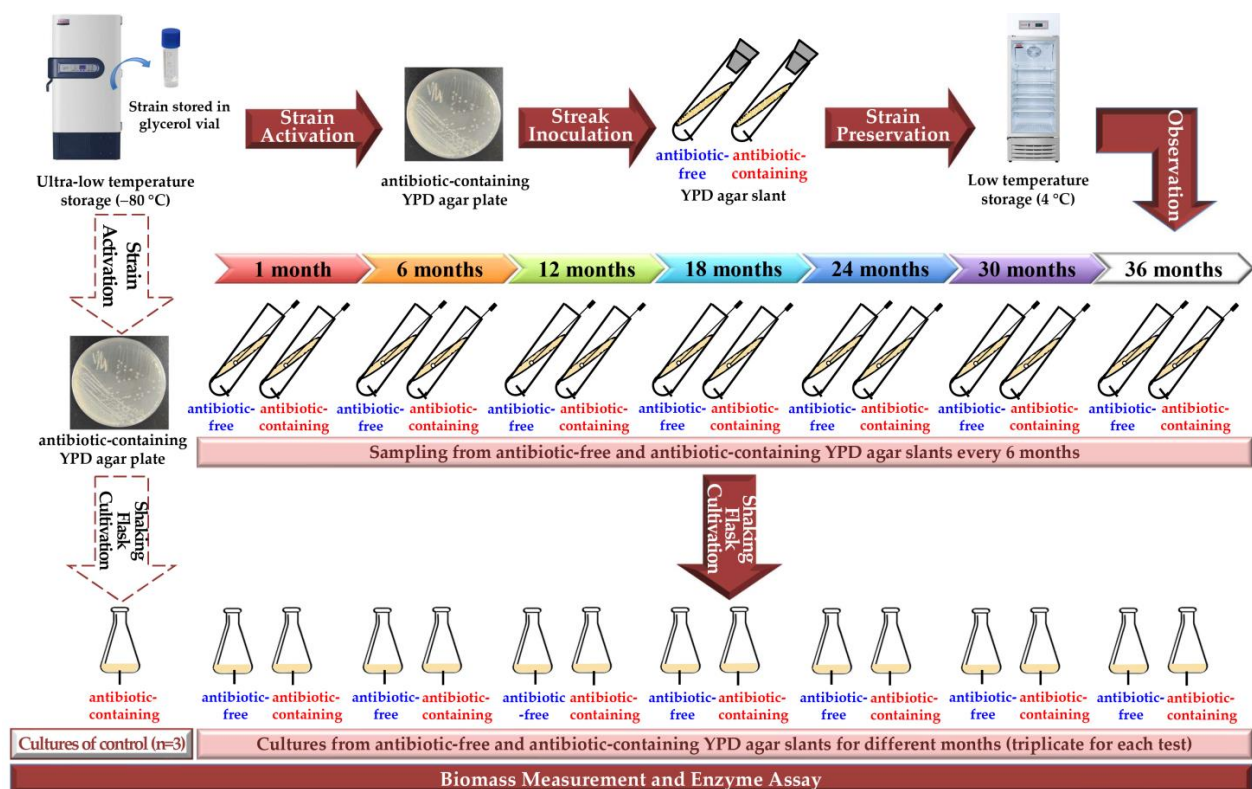 Strain stored in
glycerol vial
Ultra-low temperature
storage (−80 °C)
Strain
Activation
antibiotic-containing
YPD agar plate
Streak
Inoculation
antibiotic-
free
antibiotic-
containing
YPD agar slant
Strain
Preservation
Low temperature
storage (4 °C)
Observation
Strain
Activation
1 month
6 months
12 months
18 months
24 months
30 months
36 months
antibiotic-containing
YPD agar plate
antibiotic-
free
antibiotic-
containing
antibiotic-
free
antibiotic-
containing
antibiotic-
free
antibiotic-
containing
antibiotic-
free
antibiotic-
containing
antibiotic-
free
antibiotic-
containing
antibiotic-
free
antibiotic-
containing
antibiotic-
free
antibiotic-
containing
Sampling from antibiotic-free and antibiotic-containing YPD agar slants every 6 months
Shaking
Flask
Cultivation
Shaking
Flask
Cultivation
antibiotic-
containing
antibiotic-
free
antibiotic-
containing
antibiotic-
free
antibiotic-
containing
antibiotic
-free
antibiotic-
containing
antibiotic-
free
antibiotic-
containing
antibiotic-
free
antibiotic-
containing
antibiotic-
free
antibiotic-
containing
antibiotic-
free
antibiotic-
containing
Cultures of control (n=3)
Cultures from antibiotic-free and antibiotic-containing YPD agar slants for different months (triplicate for each test)
Biomass Measurement and Enzyme Assay